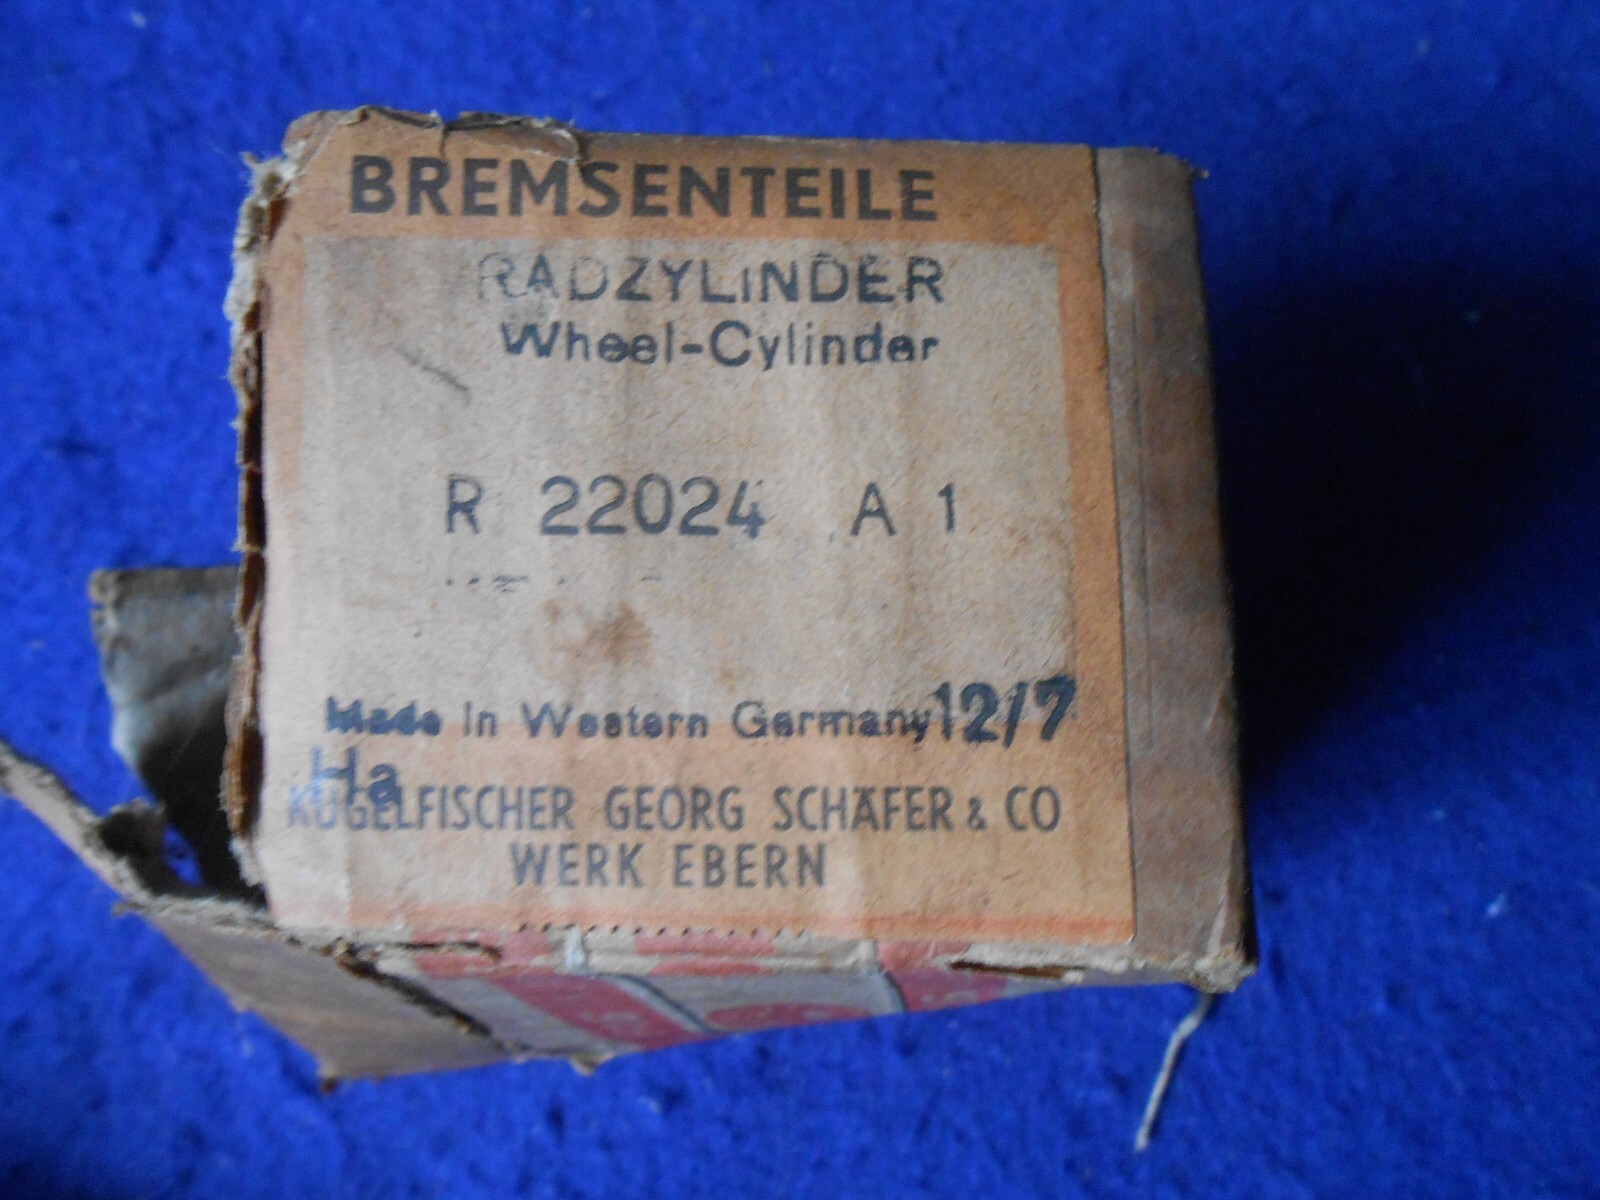 BREMSENTEILE
RADZYLINDER
Wheel-Cylinder
R 22024 A 1
Made in Western Germany 12/7
Ha
KUGELFISCHER GEORG SCHÄFER & CO
WERK EBERN